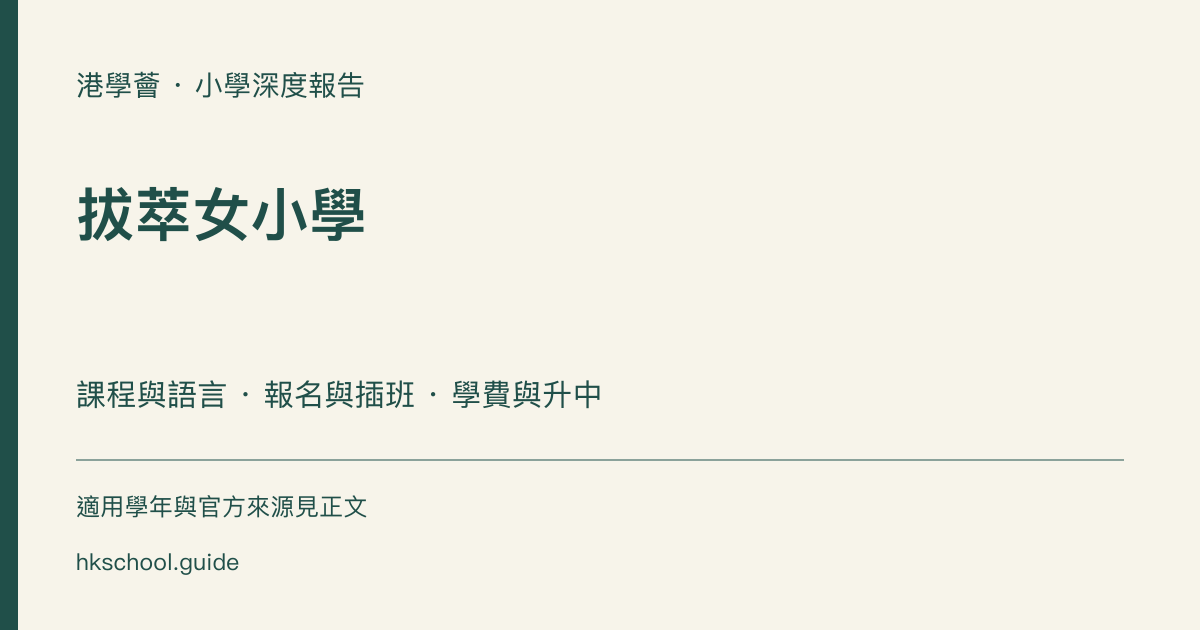 港學薈 · 小學深度報告
拔萃女小學
課程與語言 · 報名與插班 · 學費與升中
適用學年與官方來源見正文
hkschool.guide